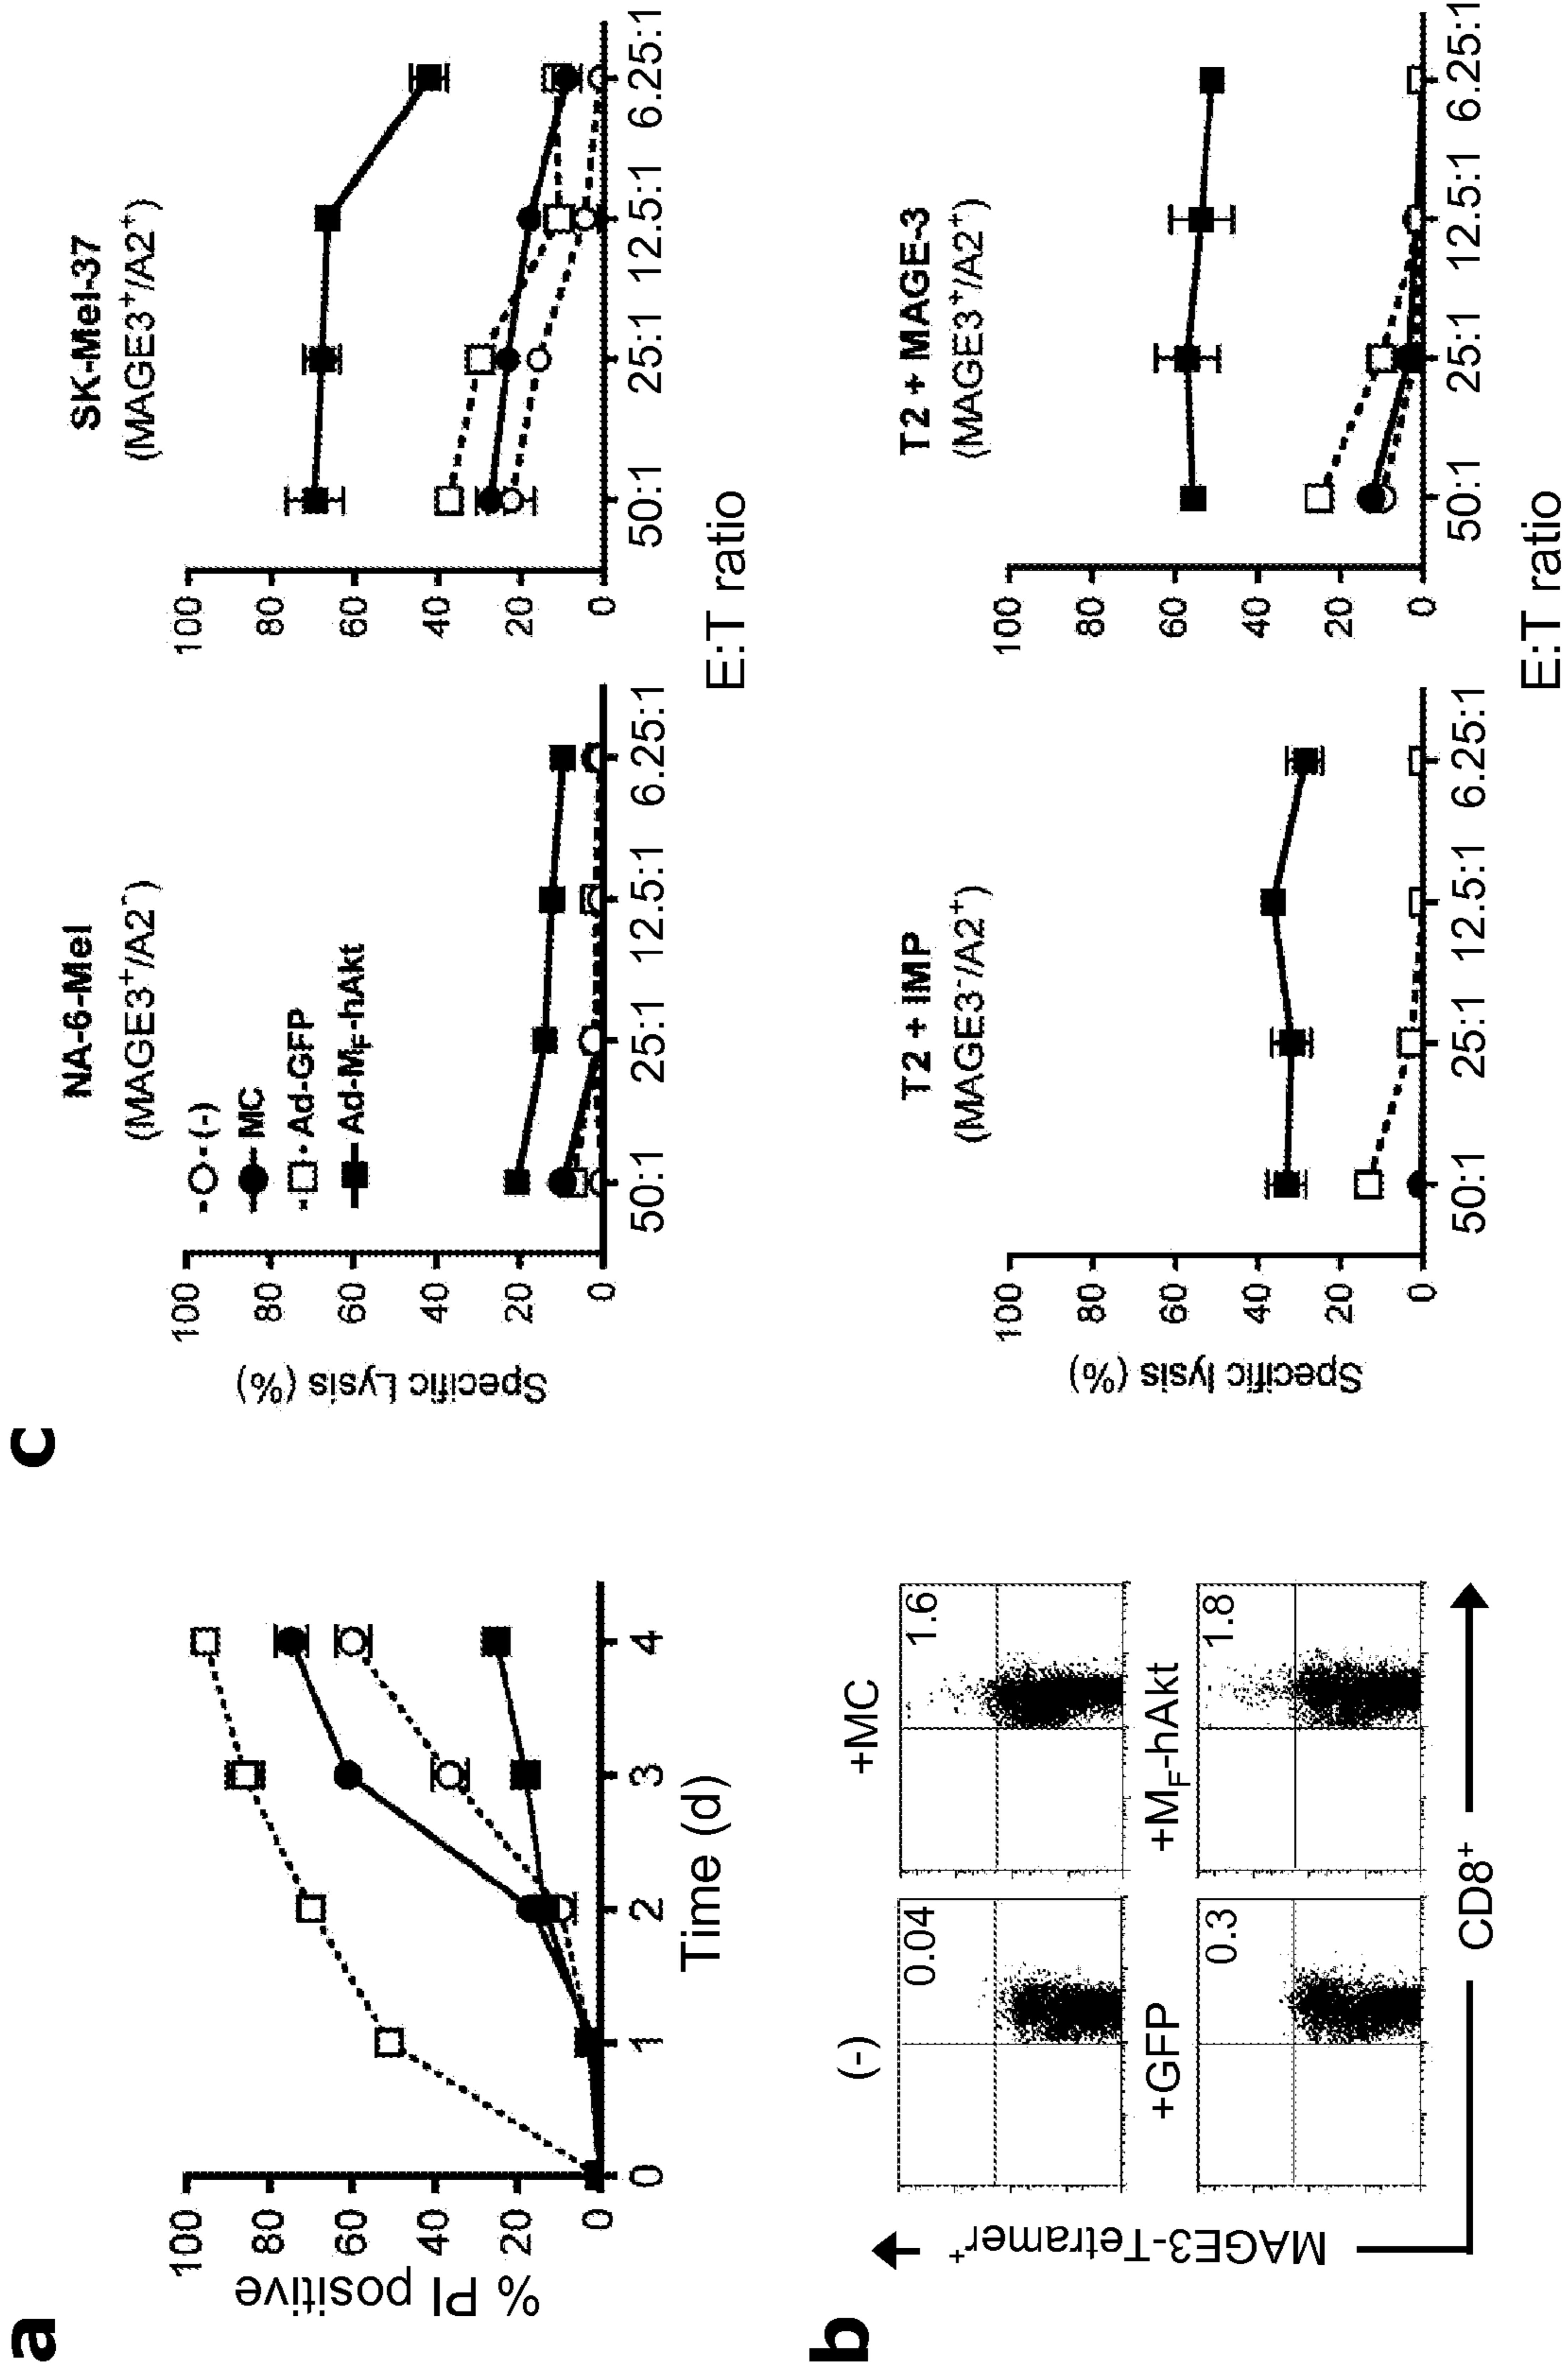 a
% PI positive
100
80
60
40
20
0
0 1 2 3 4
Time (d)
b
(-)
+MC
0.04
1.6
+GFP
+MF-hAkt
0.3
1.8
MAGE3-Tetramer+
CD8+
c
NA-6-Mel
(MAGE3+/A2-)
(-)
MC
Ad-GFP
Ad-MF-hAkt
Specific Lysis (%)
100
80
60
40
20
0
50:1 25:1 12.5:1 6.25:1
SK-Mel-37
(MAGE3+/A2+)
100
80
60
40
20
0
50:1 25:1 12.5:1 6.25:1
E:T ratio
T2 + IMP
(MAGE3-/A2+)
Specific lysis (%)
100
80
60
40
20
0
50:1 25:1 12.5:1 6.25:1
T2 + MAGE-3
(MAGE3+/A2+)
100
80
60
40
20
0
50:1 25:1 12.5:1 6.25:1
E:T ratio